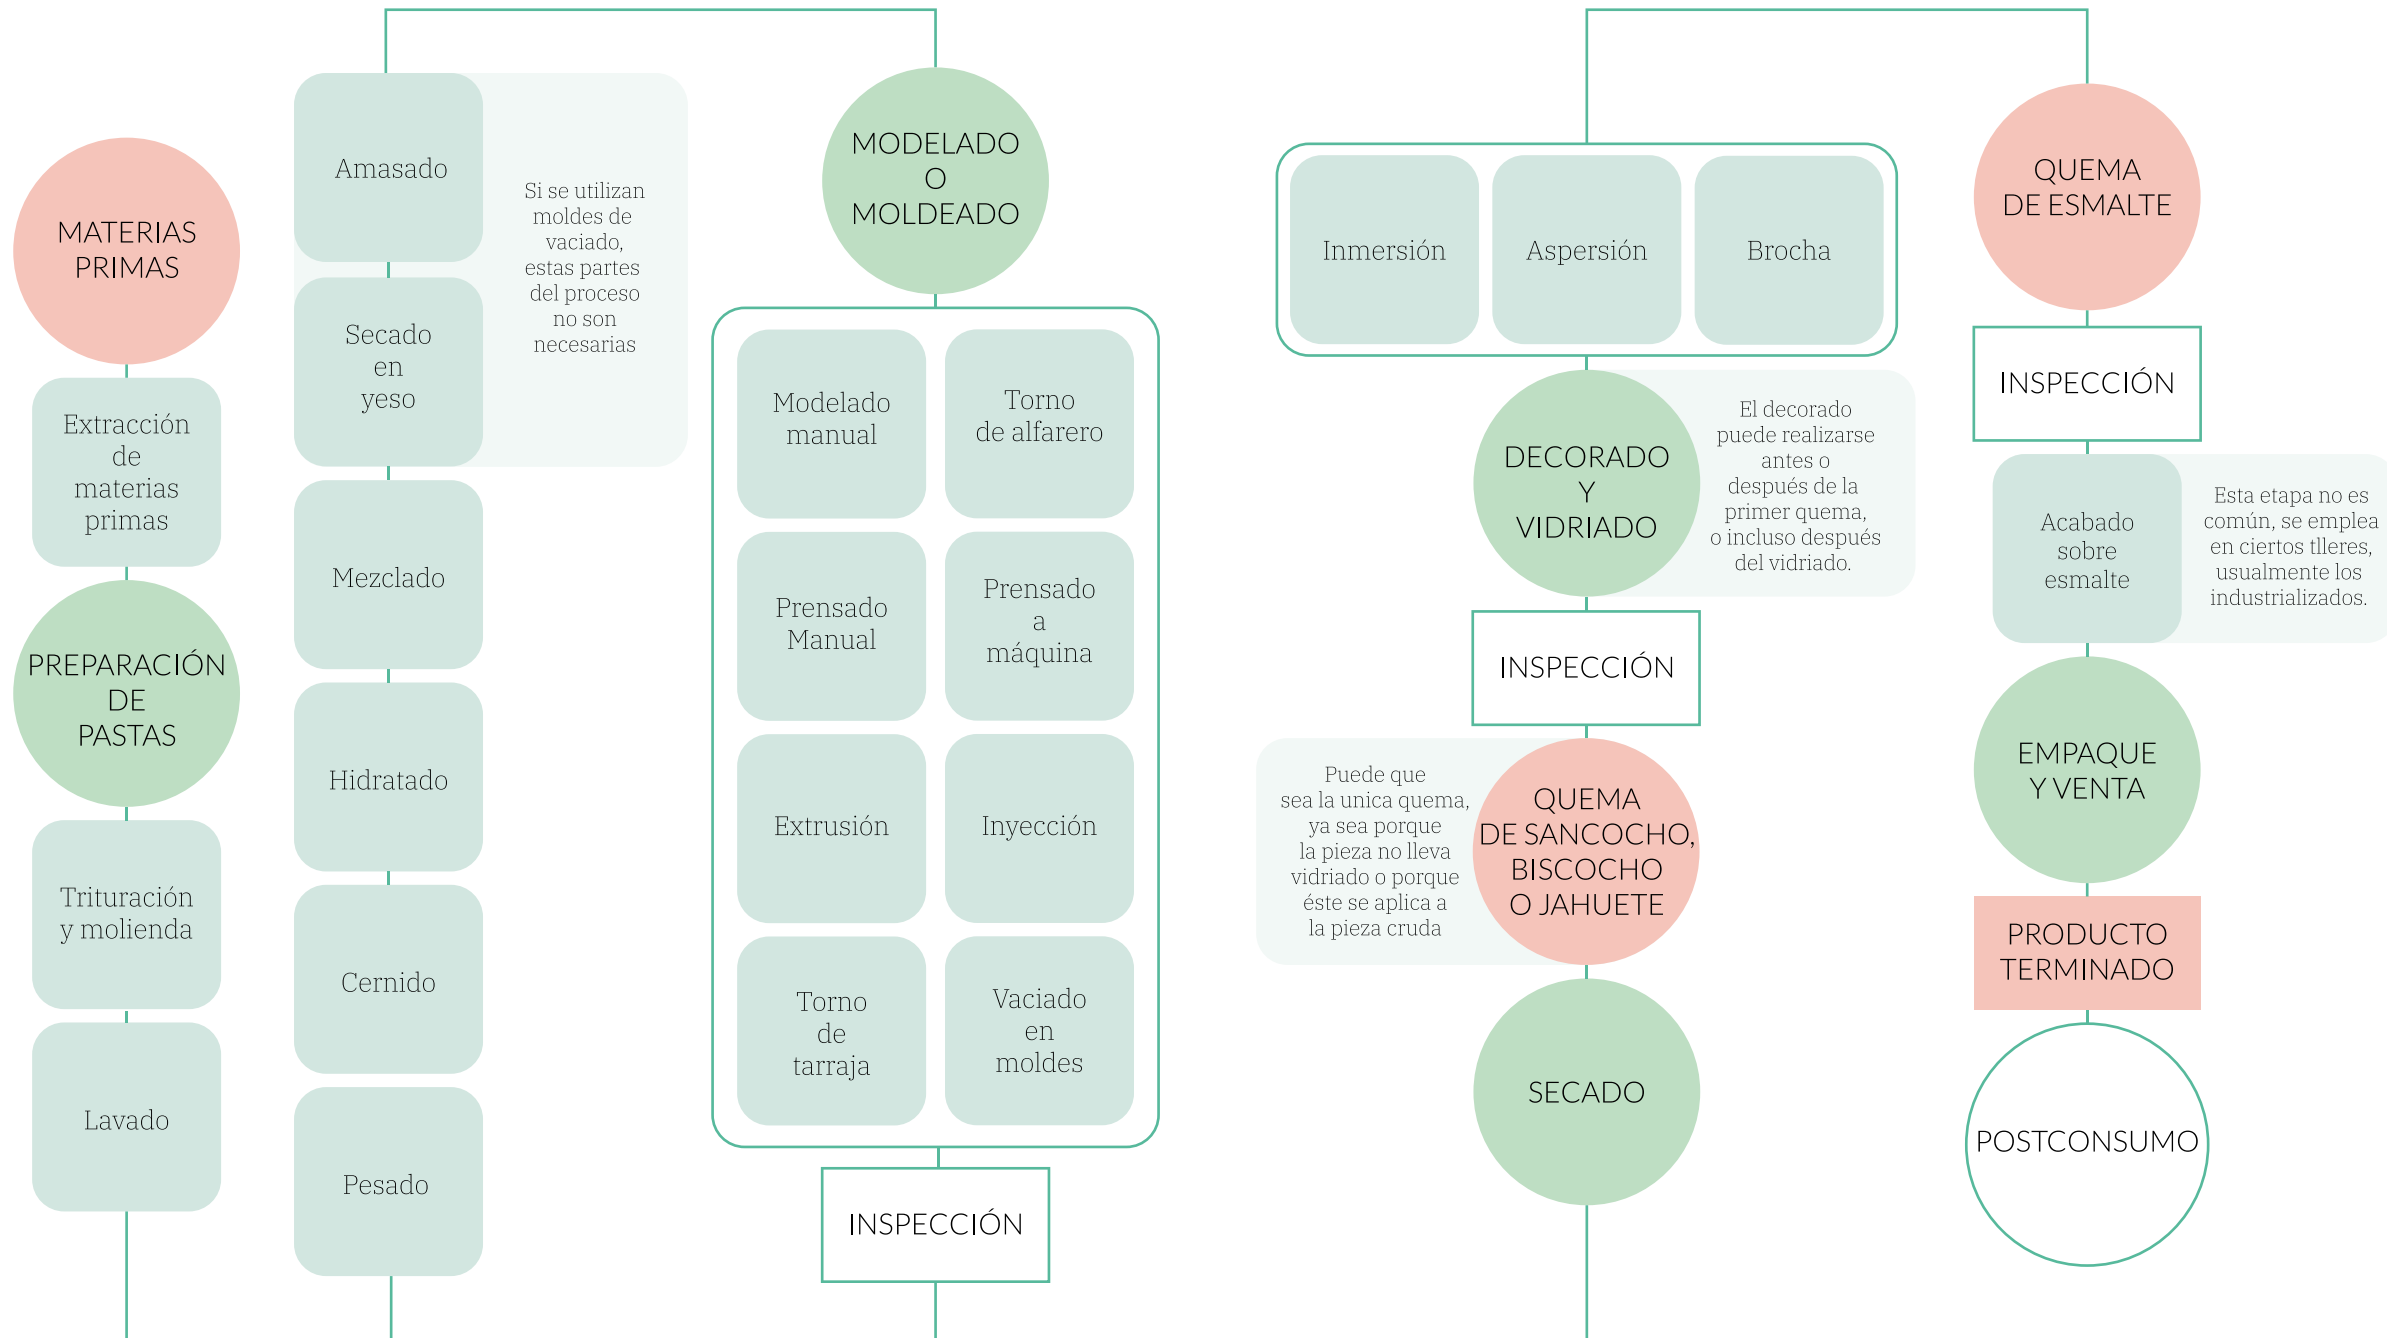 MATERIAS
PRIMAS
Extracción
de
materias
primas
PREPARACIÓN
DE
PASTAS
Trituración
y molienda
Lavado
Amasado
Si se utilizan
moldes de
vaciado,
estas partes
del proceso
no son
necesarias
Secado
en
yeso
Mezclado
Hidratado
Cernido
Pesado
MODELADO
O
MOLDEADO
Modelado
manual
Torno
de alfarero
Prensado
Manual
Prensado
a
máquina
Extrusión
Inyección
Torno
de
tarraja
Vaciado
en
moldes
INSPECCIÓN
Inmersión
Aspersión
Brocha
DECORADO
Y
VIDRIADO
El decorado
puede realizarse
antes o
después de la
primer quema,
o incluso después
del vidriado.
INSPECCIÓN
Puede que
sea la unica quema,
ya sea porque
la pieza no lleva
vidriado o porque
éste se aplica a
la pieza cruda
QUEMA
DE SANCOCHO,
BISCOCHO
O JAHUETE
SECADO
QUEMA
DE ESMALTE
INSPECCIÓN
Acabado
sobre
esmalte
Esta etapa no es
común, se emplea
en ciertos tlleres,
usualmente los
industrializados.
EMPAQUE
Y VENTA
PRODUCTO
TERMINADO
POSTCONSUMO